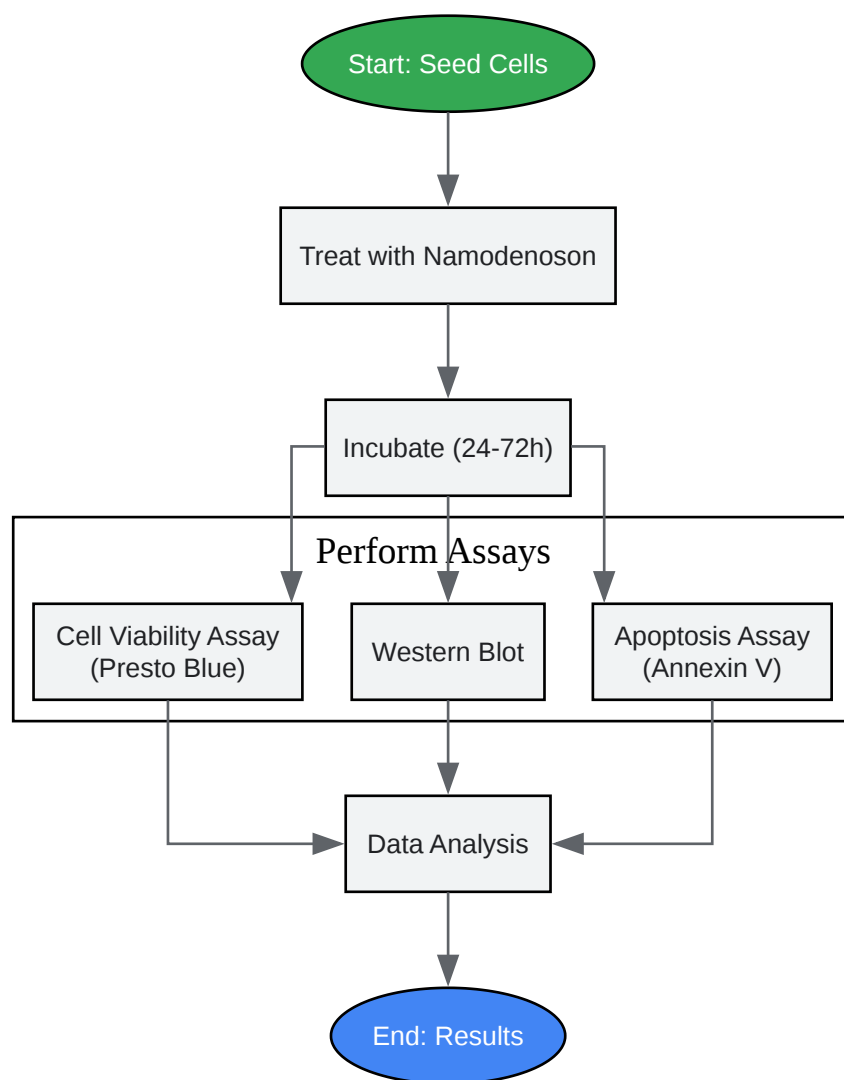 Start: Seed Cells
Treat with Namodenoson
Incubate (24-72h)
Perform Assays
Cell Viability Assay
(Presto Blue)
Western Blot
Apoptosis Assay
(Annexin V)
Data Analysis
End: Results